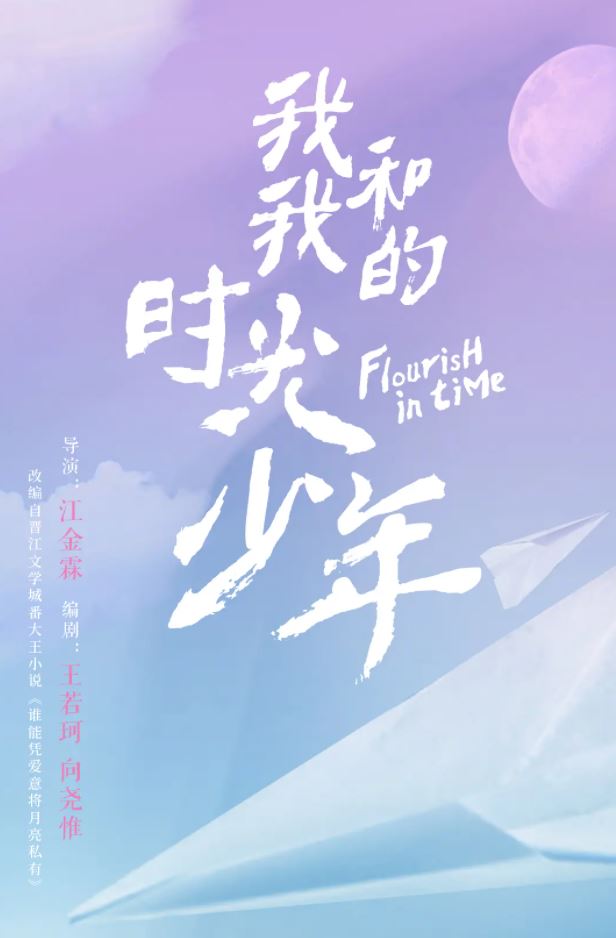 我和
我的
时光
少年
Flourish
in time
导演：江金霖 编剧：王若珂 向尧惟
改编自晋江文学城番大王小说《谁能凭爱意将月亮私有》